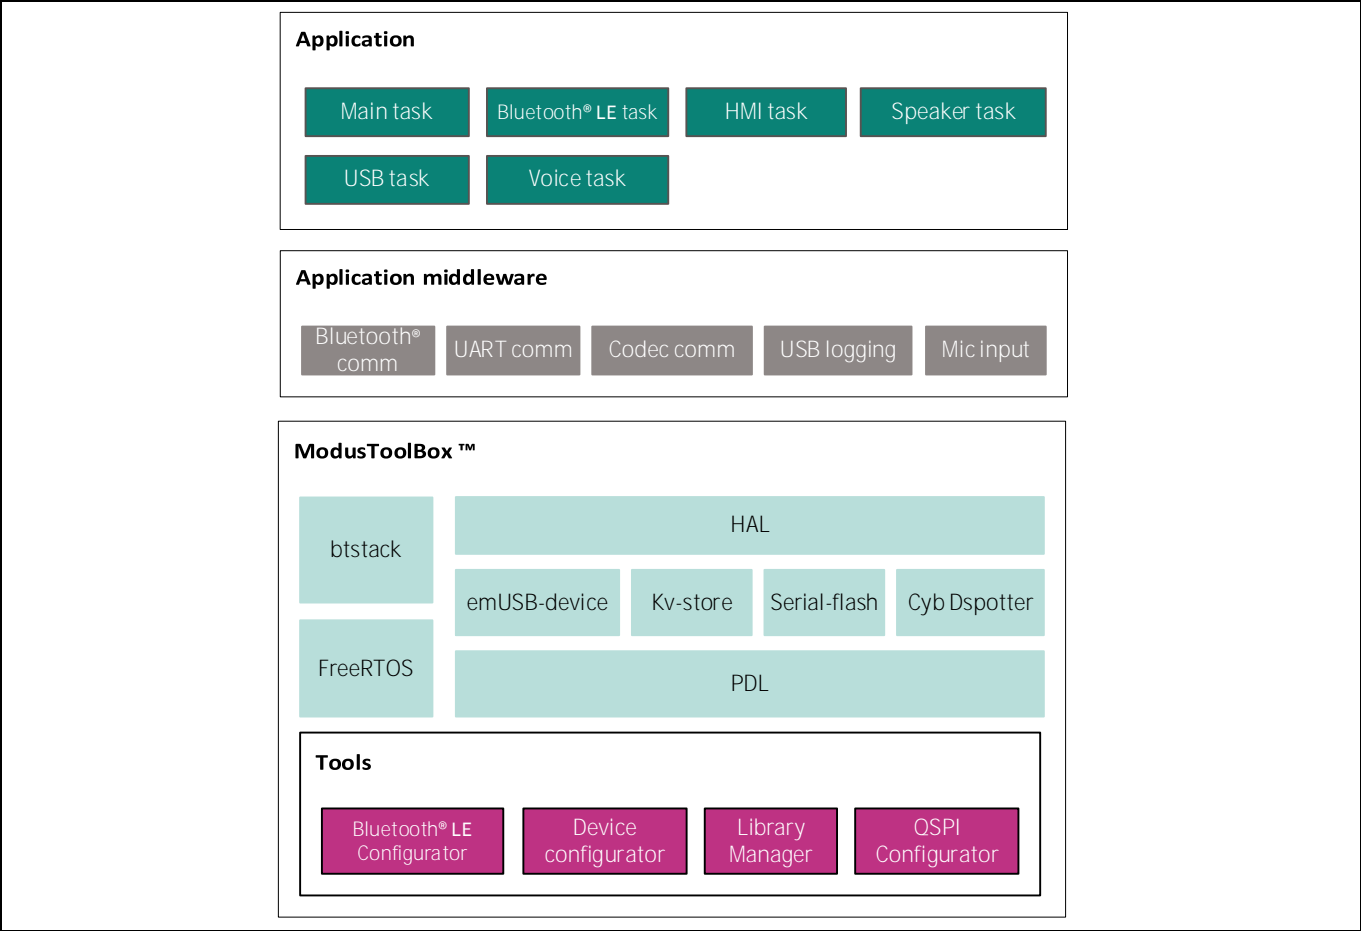 Application
Main task
Bluetooth® LE task
HMI task
Speaker task
USB task
Voice task
Application middleware
Bluetooth®
comm
UART comm
Codec comm
USB logging
Mic input
ModusToolBox ™
btstack
HAL
emUSB-device
Kv-store
Serial-flash
Cyb Dspotter
FreeRTOS
PDL
Tools
Bluetooth® LE
Configurator
Device
configurator
Library
Manager
QSPI
Configurator